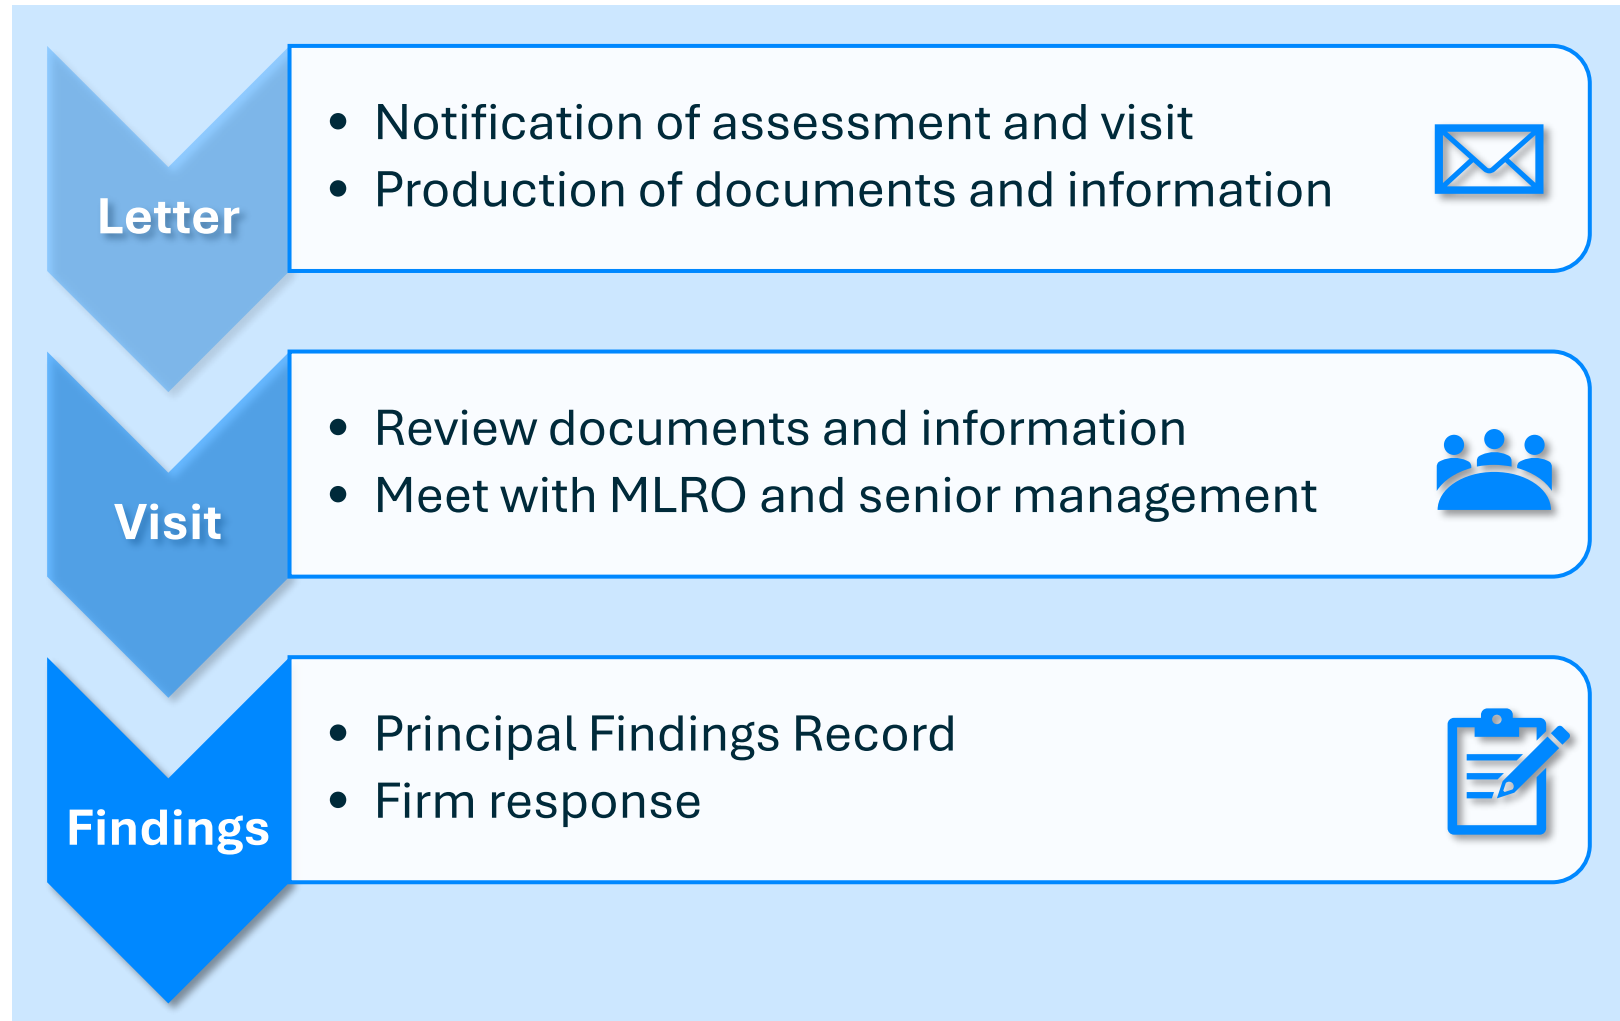 Letter
• Notification of assessment and visit
• Production of documents and information
Visit
• Review documents and information
• Meet with MLRO and senior management
Findings
• Principal Findings Record
• Firm response